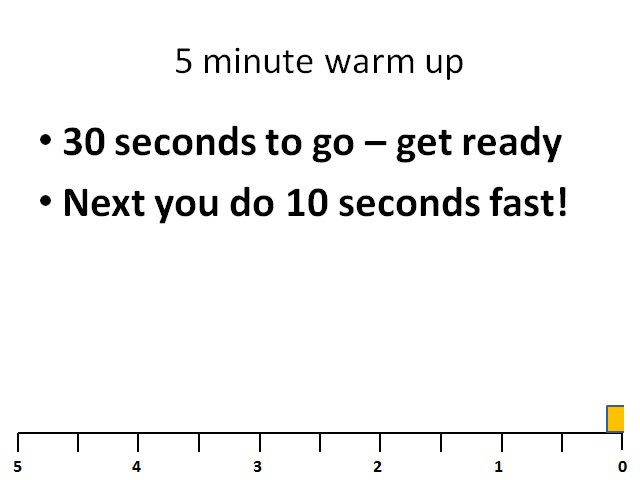 5 minute warm up
• 30 seconds to go – get ready
• Next you do 10 seconds fast!
5 4 3 2 1 0